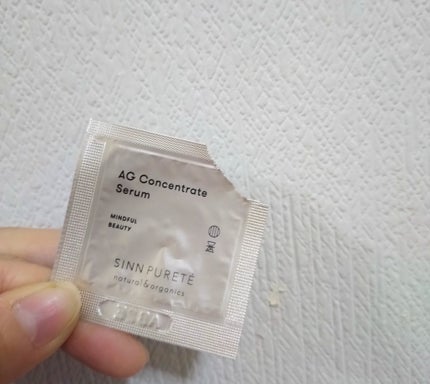 AG Concentrate
Serum
MINDFUL
BEAUTY
SINN PURETÉ
natural & organics